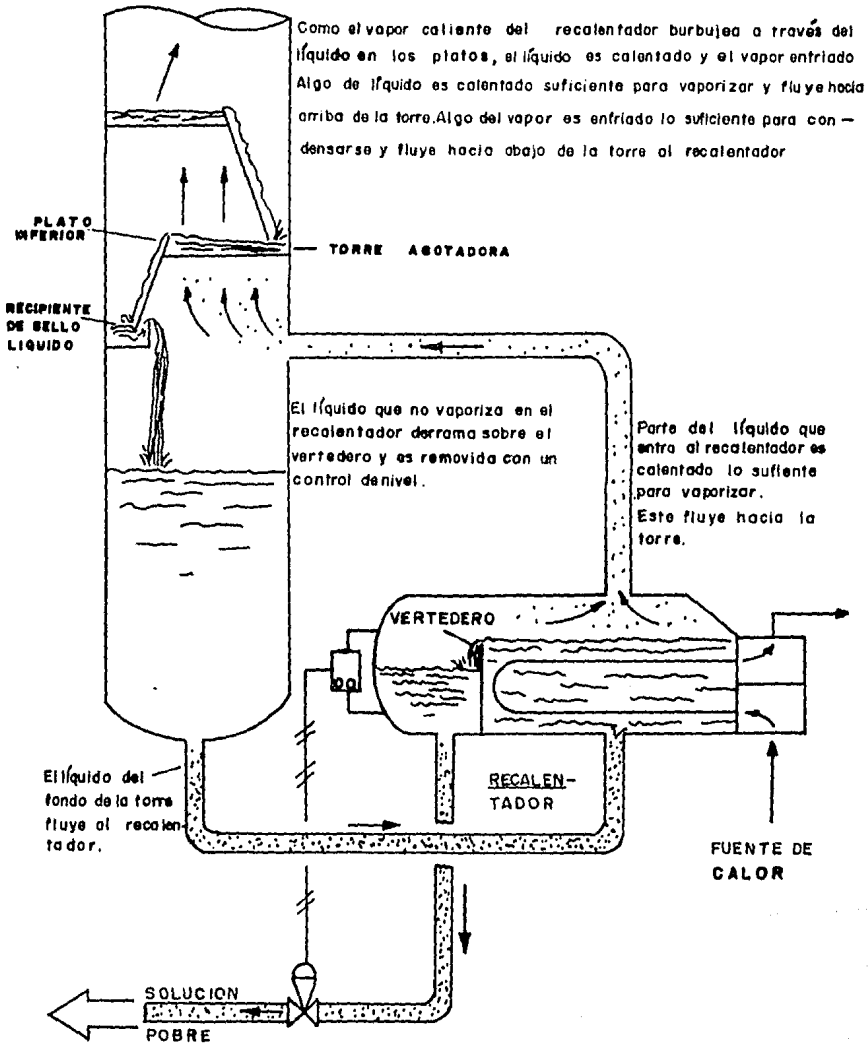 Como el vapor caliente del recalentador burbujea a través del
líquido en los platos, el líquido es calentado y el vapor entriado
Algo de líquido es calentado suficiente para vaporizar y fluye hacia
arriba de la torre. Algo del vapor es enfriado lo suficiente para con-
densarse y fluye hacia abajo de la torre al recalentador
PLATO
INFERIOR
TORRE AGOTADORA
RECIPIENTE
DE SELLO
LIQUIDO
El líquido que no vaporiza en el
recalentador derrama sobre el
vertedero y es removida con un
control denivel.
Parte del líquido que
entra al recalentador es
calentado lo sufiente
para vaporizar.
Este fluye hacia la
torre.
VERTEDERO
El líquido del
fondo de la torre
fluye al recalen-
tador.
RECALEN-
TADOR
FUENTE DE
CALOR
SOLUCION
POBRE